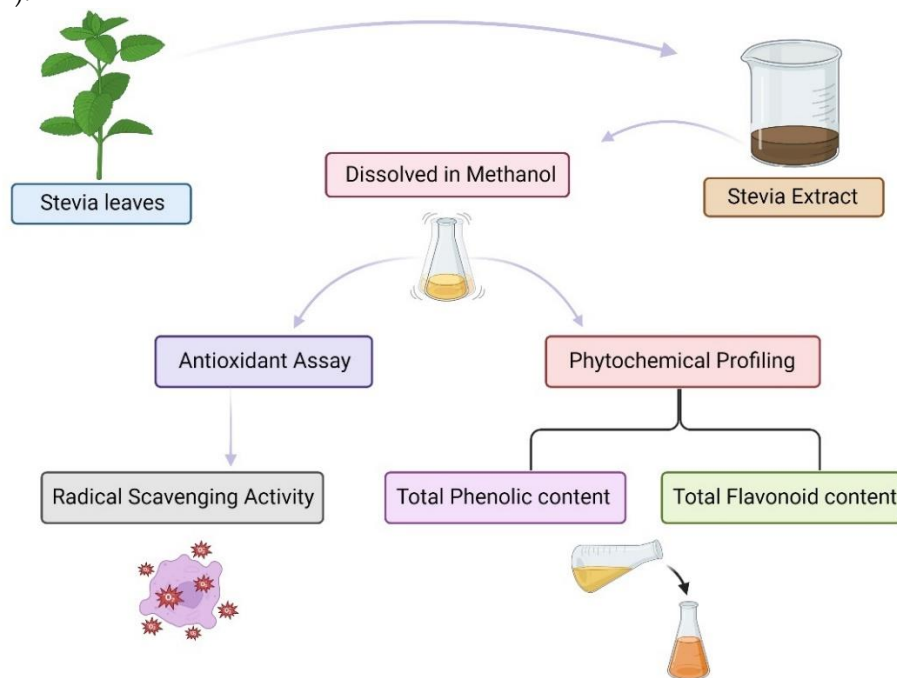 ),
Stevia leaves
Dissolved in Methanol
Stevia Extract
Antioxidant Assay
Phytochemical Profiling
Radical Scavenging Activity
Total Phenolic content
Total Flavonoid content